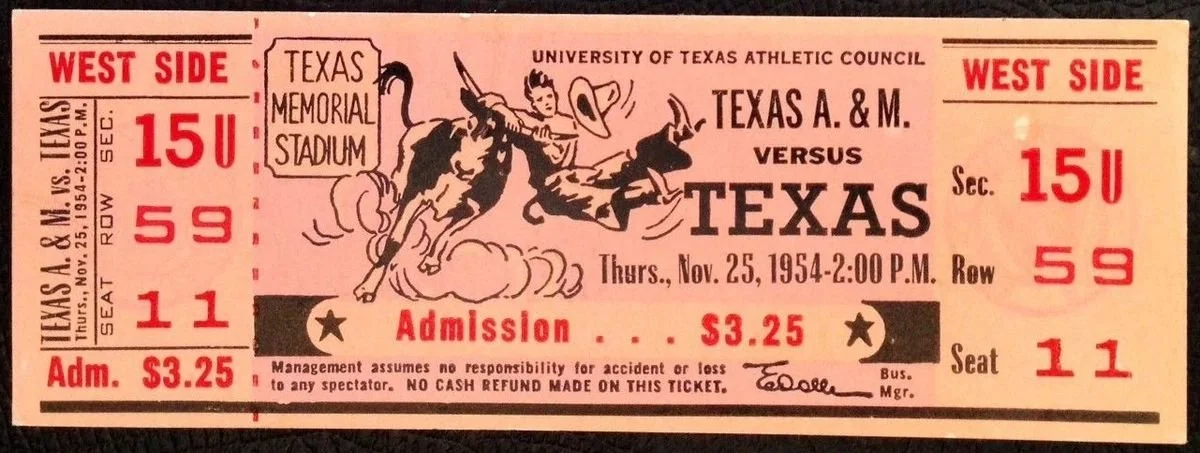 WEST SIDE
TEXAS A. & M. VS. TEXAS
Thurs., Nov. 25, 1954-2:00 P.M.
SEC. 15U
ROW 59
SEAT 11
Adm. $3.25
TEXAS
MEMORIAL
STADIUM
UNIVERSITY OF TEXAS ATHLETIC COUNCIL
TEXAS A. & M.
VERSUS
TEXAS
Thurs., Nov. 25, 1954-2:00 P.M.
Admission . . . $3.25
Management assumes no responsibility for accident or loss
to any spectator. NO CASH REFUND MADE ON THIS TICKET.
Bus.
Mgr.
WEST SIDE
Sec. 15U
Row 59
Seat 11